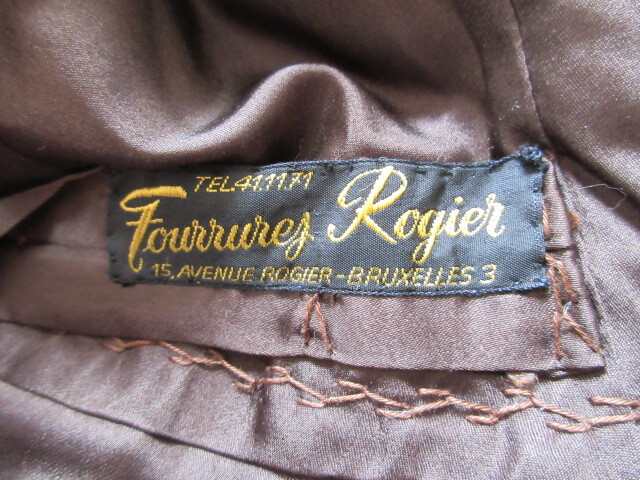 TEL.41.11.71
Fourrures Rogier
15, AVENUE ROGIER - BRUXELLES 3